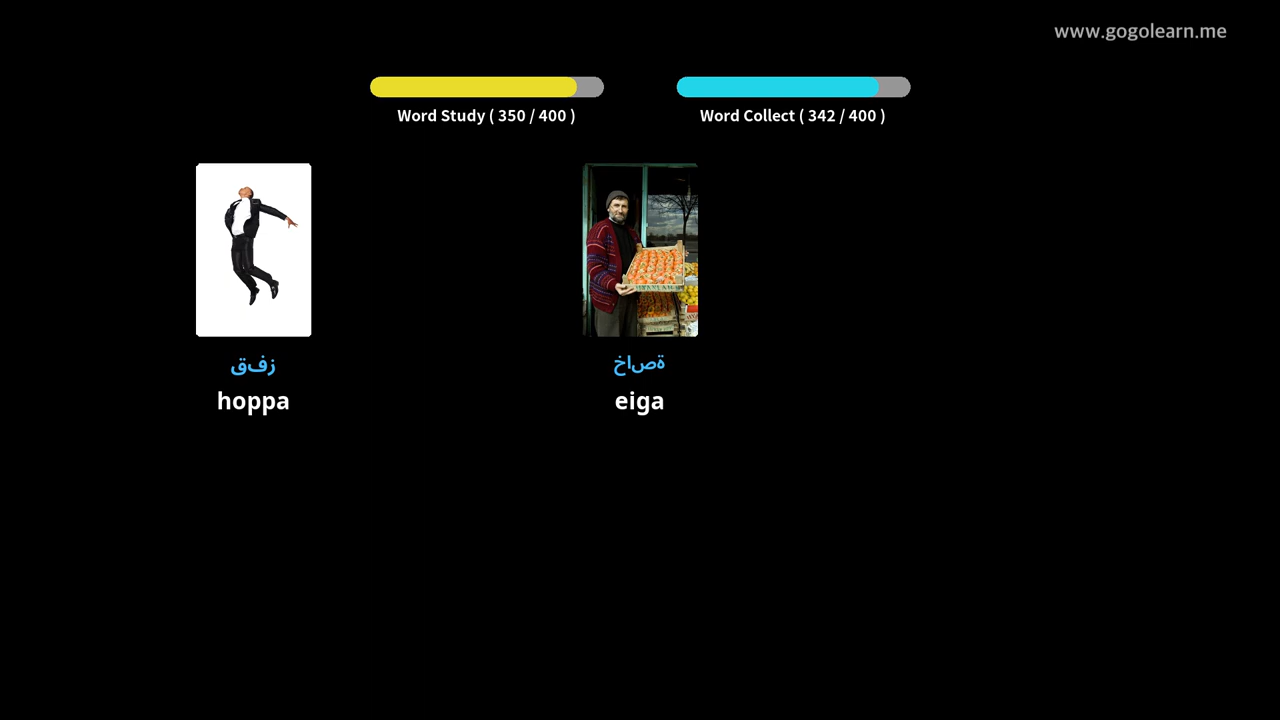 www.gogolearn.me
Word Study ( 350 / 400 )
Word Collect ( 342 / 400 )
زفق
hoppa
ةصاخ
eiga